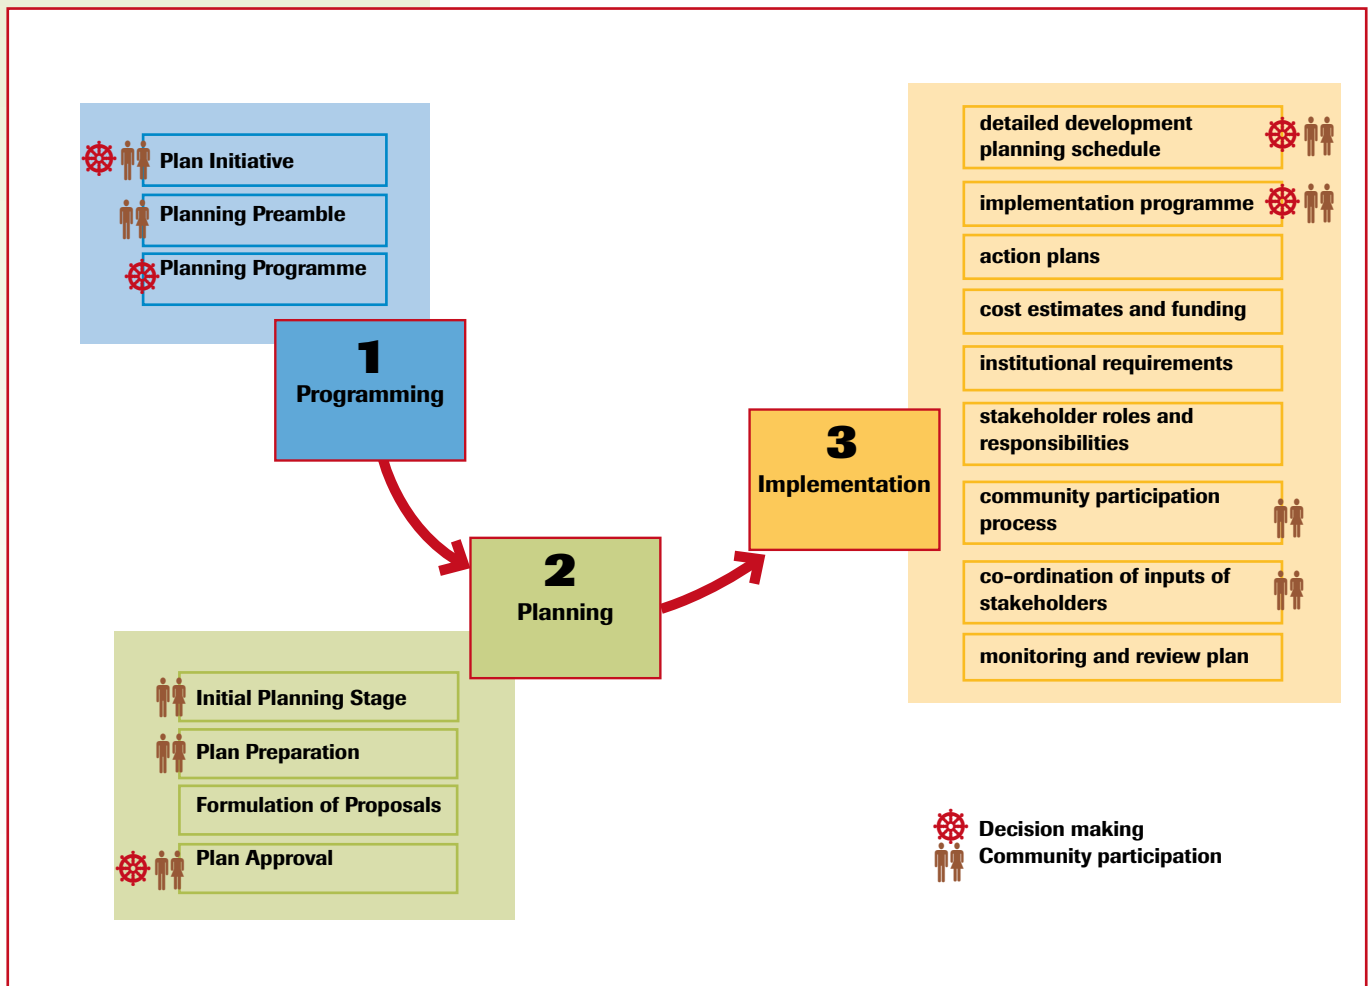 Plan Initiative
Planning Preamble
Planning Programme
1
Programming
2
Planning
Initial Planning Stage
Plan Preparation
Formulation of Proposals
Plan Approval
3
Implementation
detailed development
planning schedule
implementation programme
action plans
cost estimates and funding
institutional requirements
stakeholder roles and
responsibilities
community participation
process
co-ordination of inputs of
stakeholders
monitoring and review plan
Decision making
Community participation